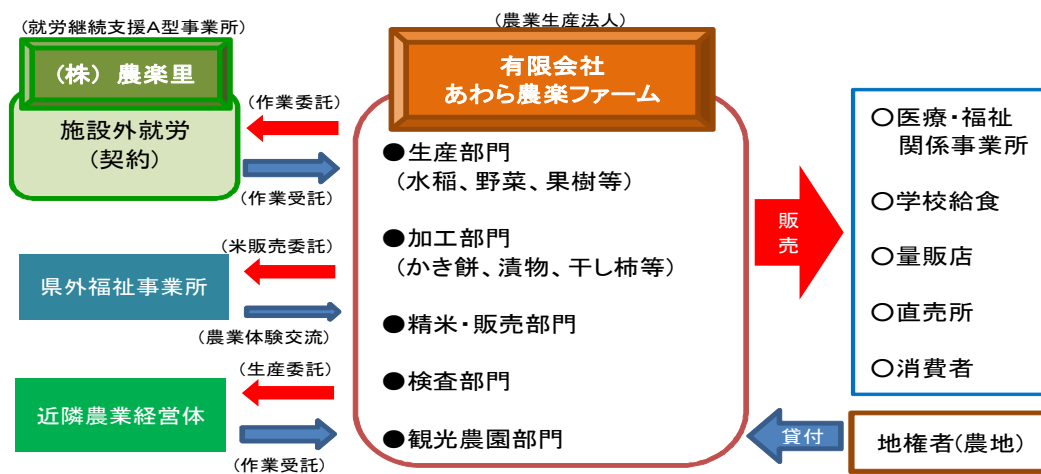 (就労継続支援A型事業所)
(株) 農楽里
施設外就労
(契約)
(作業委託)
(作業受託)
(米販売委託)
県外福祉事業所
(農業体験交流)
(生産委託)
近隣農業経営体
(作業受託)
(農業生産法人)
有限会社
あわら農楽ファーム
●生産部門
(水稲、野菜、果樹等)
●加工部門
(かき餅、漬物、干し柿等)
●精米・販売部門
●検査部門
●観光農園部門
販
売
〇医療・福祉
関係事業所
〇学校給食
〇量販店
〇直売所
〇消費者
貸付
地権者(農地)